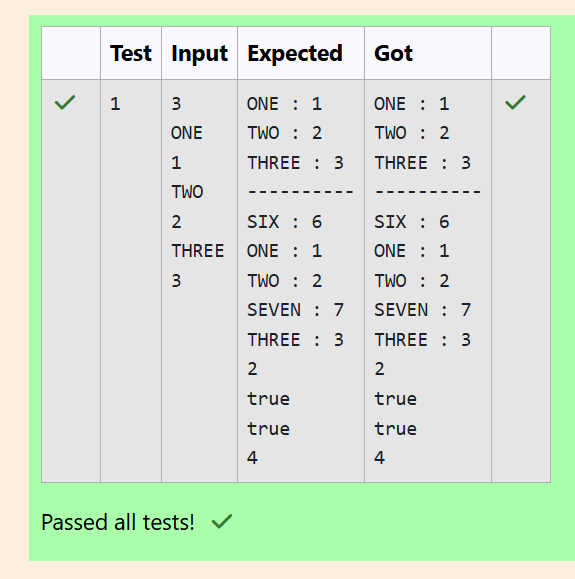 Test Input Expected Got
1 3 ONE : 1 ONE : 1
ONE TWO : 2 TWO : 2
1 THREE : 3 THREE : 3
TWO ---------- ----------
2 SIX : 6 SIX : 6
THREE ONE : 1 ONE : 1
3 TWO : 2 TWO : 2
SEVEN : 7 SEVEN : 7
THREE : 3 THREE : 3
2 2
true true
true true
4 4
Passed all tests!